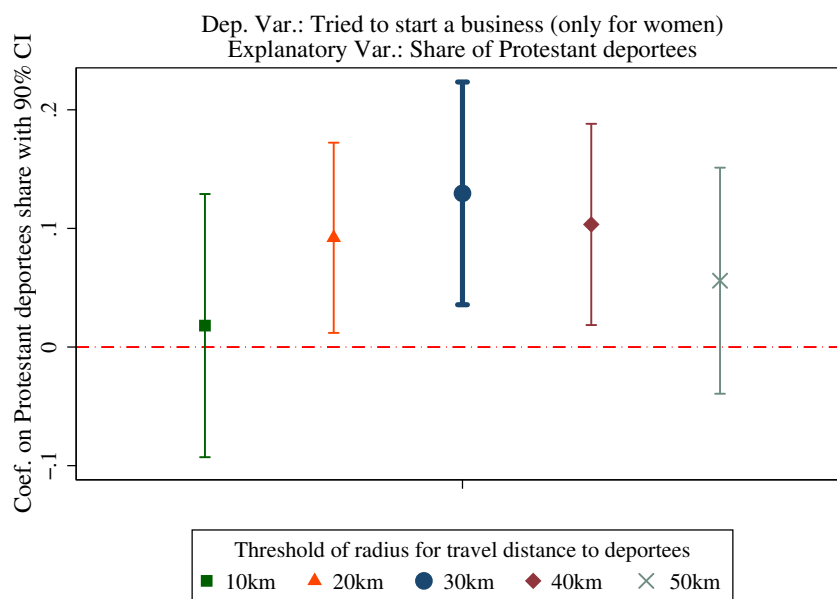 Dep. Var.: Tried to start a business (only for women)
Explanatory Var.: Share of Protestant deportees
Coef. on Protestant deportees share with 90% CI
.2
.1
0
-.1
Threshold of radius for travel distance to deportees
10km 20km 30km 40km 50km